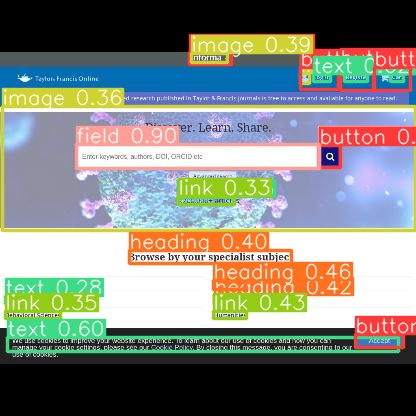 image 0.39
informa
text 0.32
Taylor & Francis Online
Log in
Register
Cart
image 0.36
ed research published in Taylor & Francis journals is free to access and available for anyone to read.
Discover. Learn. Share.
field 0.90
button 0.
Enter keywords, authors, DOI, ORCID etc
Advanced search
link 0.33
heading 0.40
Browse by your specialist subject
heading 0.46
heading 0.42
text 0.28
link 0.35
link 0.43
Behavioral Sciences
Humanities
text 0.60
button
We use cookies to improve your website experience. To learn about our use of cookies and how you can
manage your cookie settings, please see our Cookie Policy. By closing this message, you are consenting to our
use of cookies.
Accept